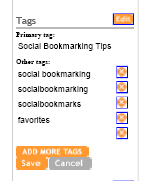 Tags
Edit
Primary tag:
Social Bookmarking Tips
Other tags:
social bookmarking
socialbookmarking
socialbookmarks
favorites
ADD MORE TAGS
Save
Cancel